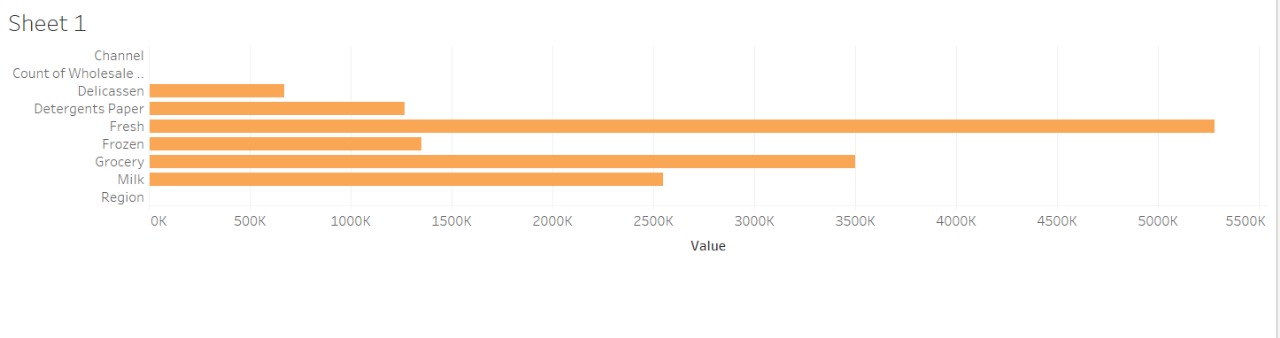 Sheet 1
Channel
Count of Wholesale ..
Delicassen
Detergents Paper
Fresh
Frozen
Grocery
Milk
Region
0K 500K 1000K 1500K 2000K 2500K 3000K 3500K 4000K 4500K 5000K 5500K
Value